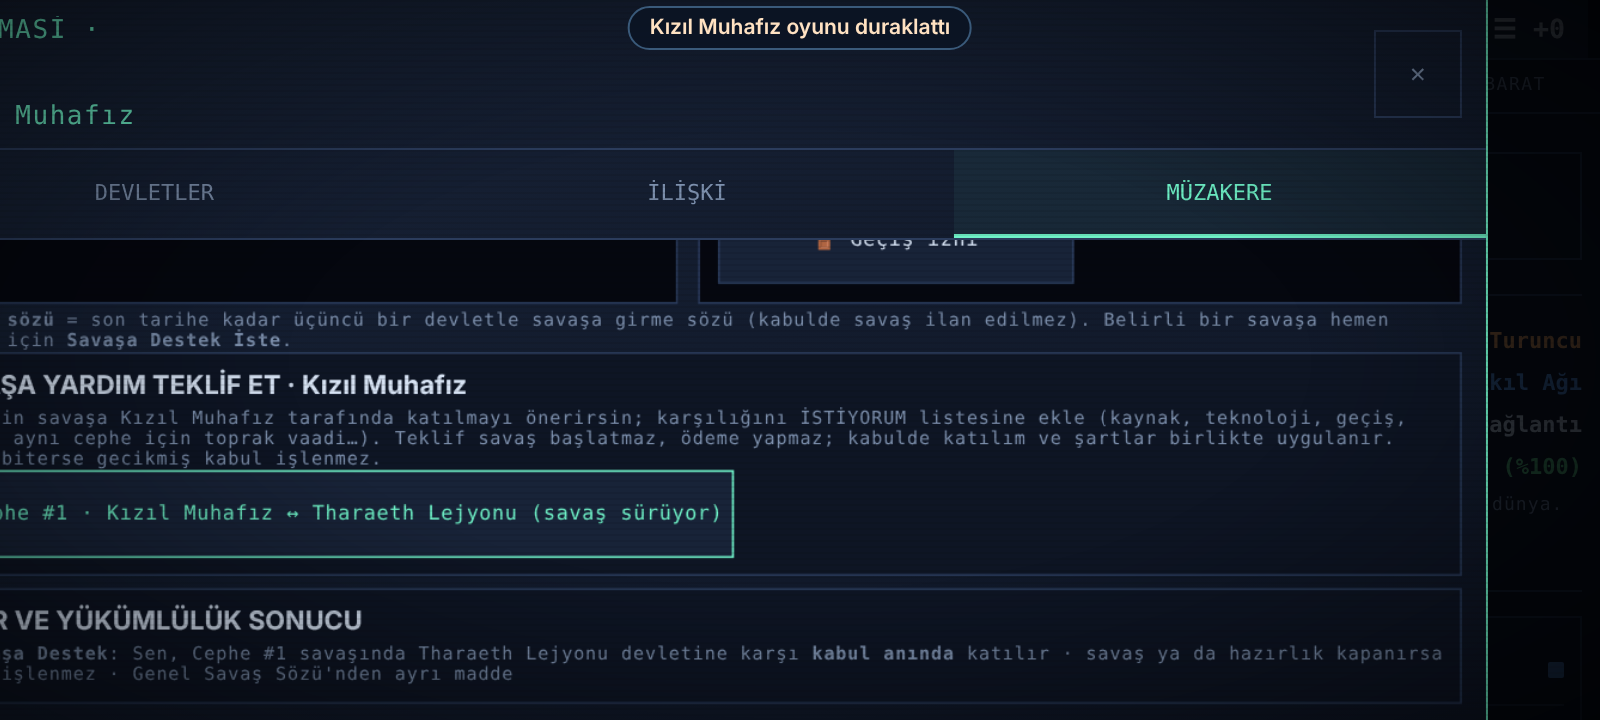 MASİ ·
Kızıl Muhafız oyunu duraklattı
×
☰ +0
BARAT
Muhafız
DEVLETLER
İLİŞKİ
MÜZAKERE
Geçiş izni
sözü = son tarihe kadar üçüncü bir devletle savaşa girme sözü (kabulde savaş ilan edilmez). Belirli bir savaşa hemen
için Savaşa Destek İste.
Turuncu
kıl Ağı
ağlantı
(%100)
dünya.
ŞA YARDIM TEKLİF ET · Kızıl Muhafız
in savaşa Kızıl Muhafız tarafında katılmayı önerirsin; karşılığını İSTİYORUM listesine ekle (kaynak, teknoloji, geçiş,
aynı cephe için toprak vaadi…). Teklif savaş başlatmaz, ödeme yapmaz; kabulde katılım ve şartlar birlikte uygulanır.
biterse gecikmiş kabul işlenmez.
phe #1 · Kızıl Muhafız ↔ Tharaeth Lejyonu (savaş sürüyor)
R VE YÜKÜMLÜLÜK SONUCU
şa Destek: Sen, Cephe #1 savaşında Tharaeth Lejyonu devletine karşı kabul anında katılır · savaş ya da hazırlık kapanırsa
işlenmez · Genel Savaş Sözü'nden ayrı madde